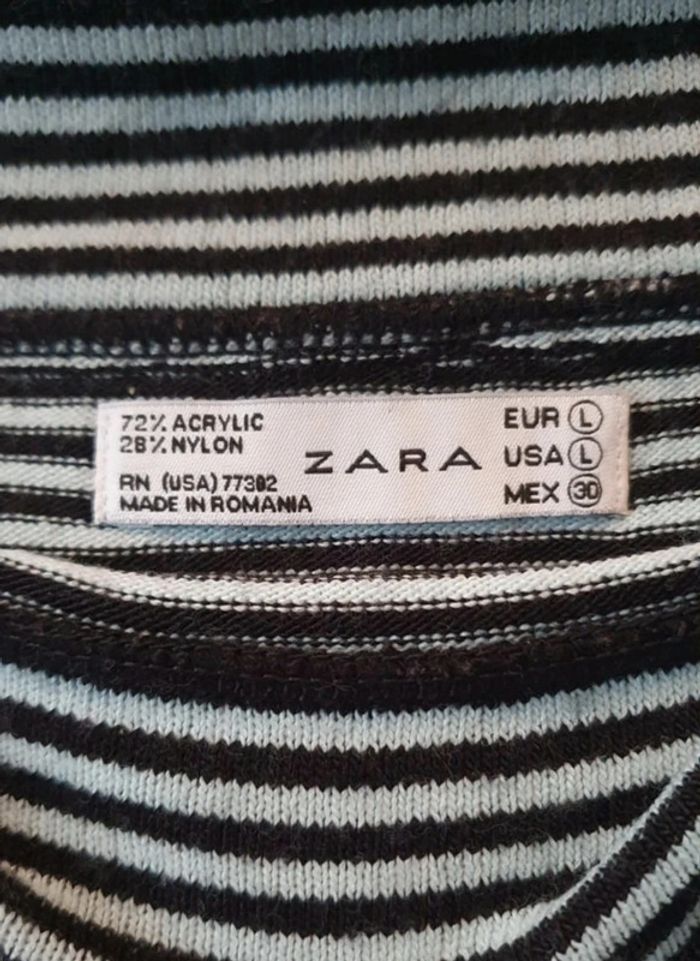 72% ACRYLIC
28% NYLON
RN (USA) 77302
MADE IN ROMANIA
ZARA
EUR L
USA L
MEX 30